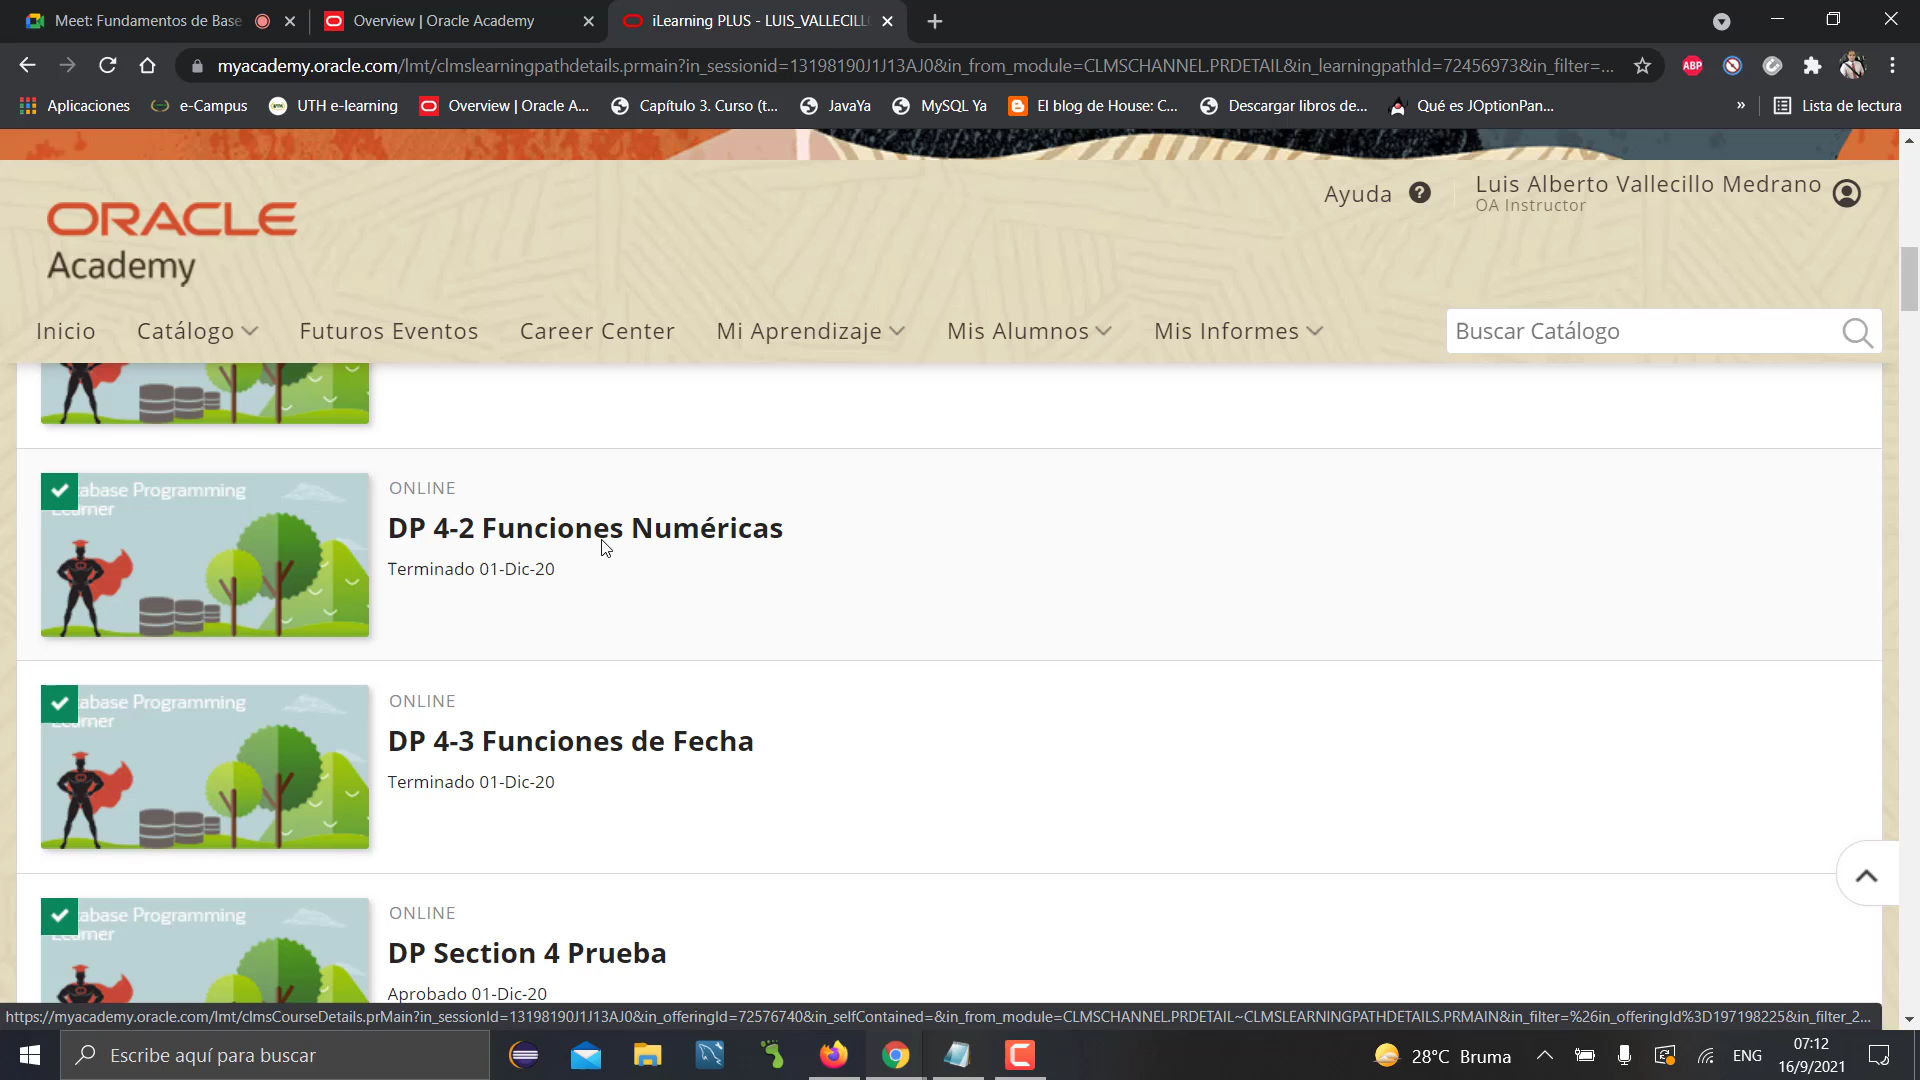 Meet: Fundamentos de Base
Overview | Oracle Academy
iLearning PLUS - LUIS_VALLECILL
myacademy.oracle.com/lmt/clmslearningpathdetails.prmain?in_sessionid=13198190J1J13AJ0&in_from_module=CLMSCHANNEL.PRDETAIL&in_learningpathId=72456973&in_filter=...
ABP
Aplicaciones
e-Campus
UTH e-learning
Overview | Oracle A...
Capítulo 3. Curso (t...
JavaYa
MySQL Ya
El blog de House: C...
Descargar libros de...
Qué es JOptionPan...
»
Lista de lectura
ORACLE
Academy
Ayuda ?
Luis Alberto Vallecillo Medrano
OA Instructor
Inicio
Catálogo
Futuros Eventos
Career Center
Mi Aprendizaje
Mis Alumnos
Mis Informes
Buscar Catálogo
abase Programming
ONLINE
DP 4-2 Funciones Numéricas
Terminado 01-Dic-20
abase Programming
ONLINE
DP 4-3 Funciones de Fecha
Terminado 01-Dic-20
abase Programming
ONLINE
DP Section 4 Prueba
Aprobado 01-Dic-20
https://myacademy.oracle.com/lmt/clmsCourseDetails.prMain?in_sessionId=13198190J1J13AJ0&in_offeringId=72576740&in_selfContained=&in_from_module=CLMSCHANNEL.PRDETAIL~CLMSLEARNINGPATHDETAILS.PRMAIN&in_filter=%26in_offeringId%3D197198225&in_filter_2...
Escribe aquí para buscar
28°C Bruma
ENG
07:12
16/9/2021